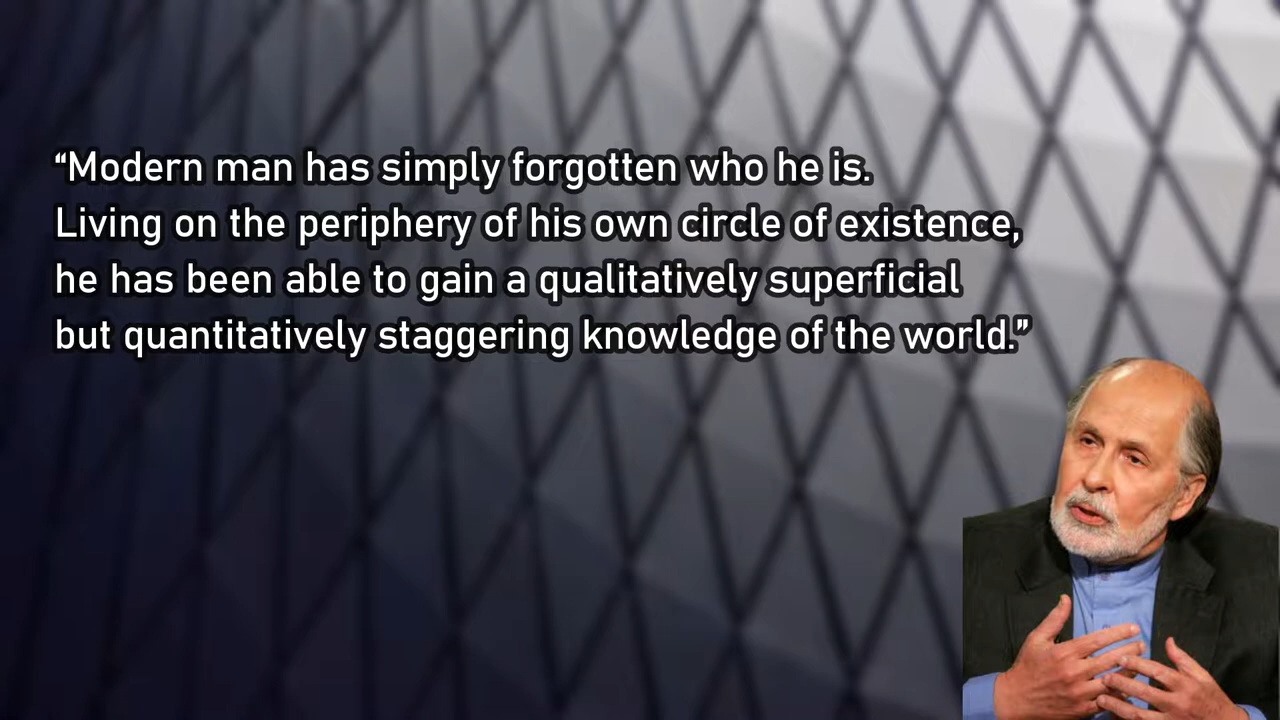 “Modern man has simply forgotten who he is.
Living on the periphery of his own circle of existence,
he has been able to gain a qualitatively superficial
but quantitatively staggering knowledge of the world.”